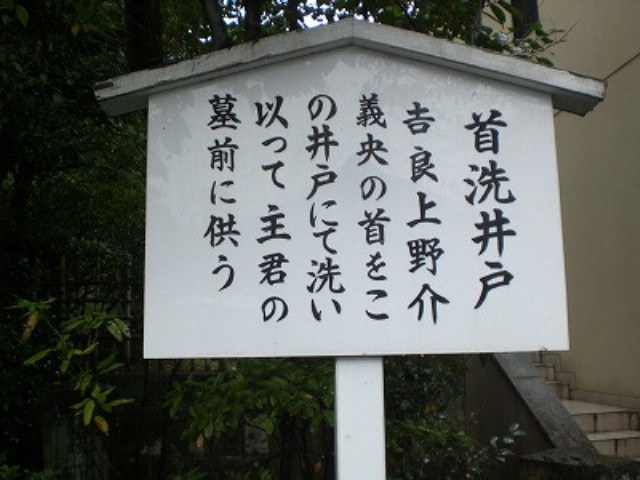 首洗井戸
吉良上野介
義央の首をこ
の井戸にて洗い
以って主君の
墓前に供う